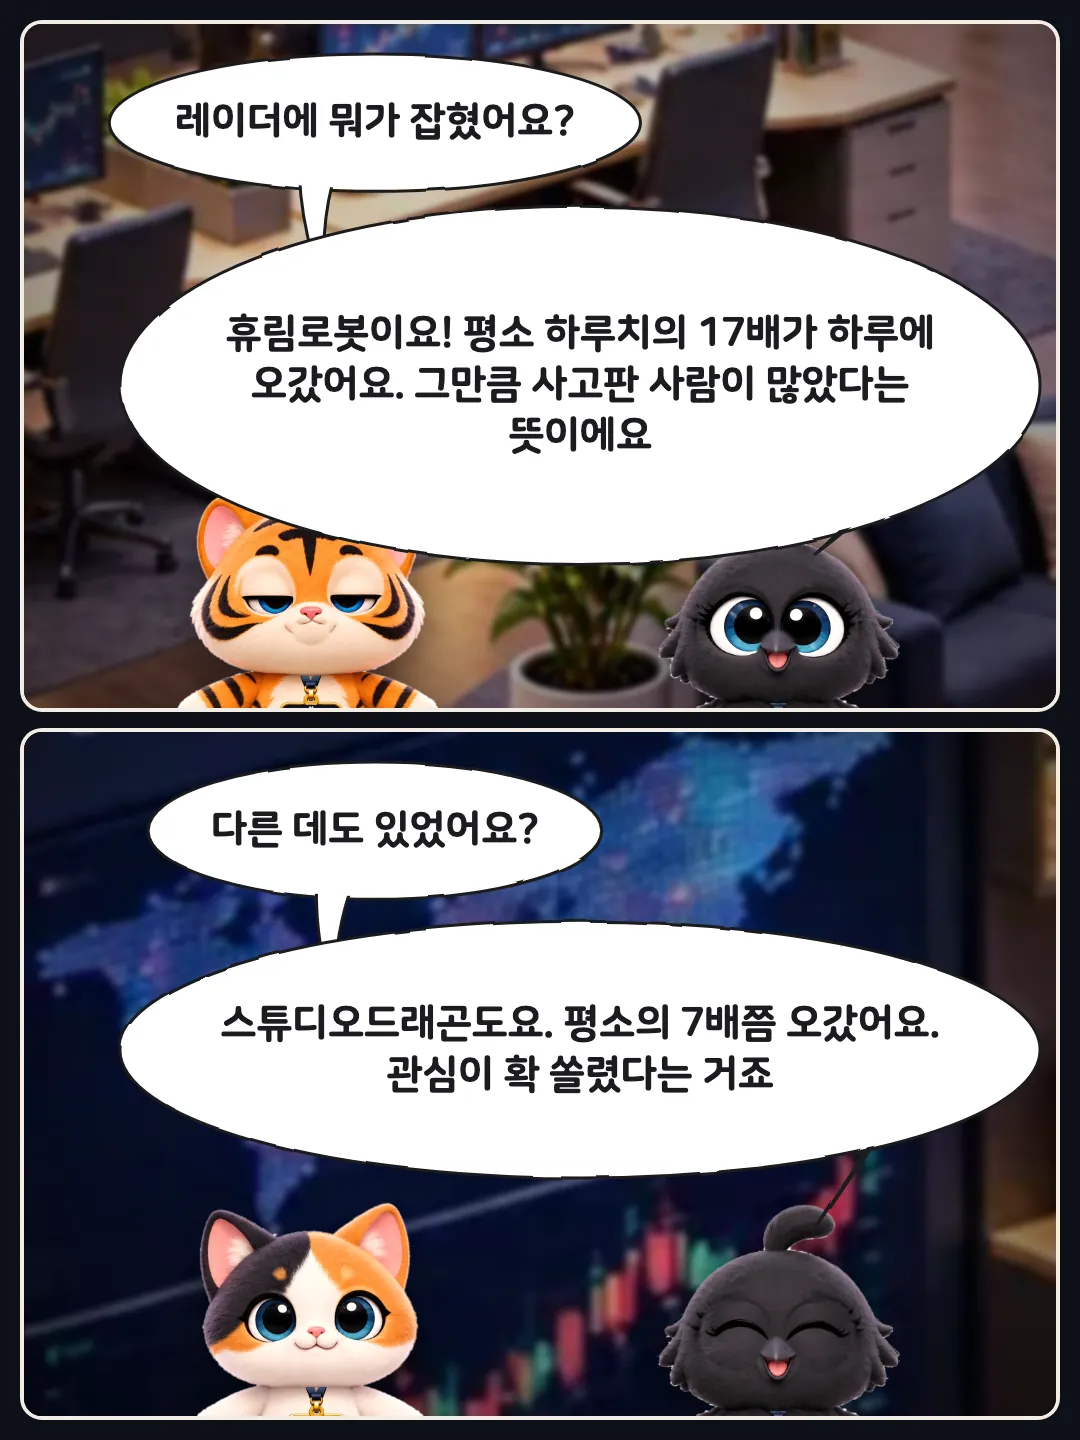 레이더에 뭐가 잡혔어요?
휴림로봇이요! 평소 하루치의 17배가 하루에
오갔어요. 그만큼 사고판 사람이 많았다는
뜻이에요
다른 데도 있었어요?
스튜디오드래곤도요. 평소의 7배쯤 오갔어요.
관심이 확 쏠렸다는 거죠